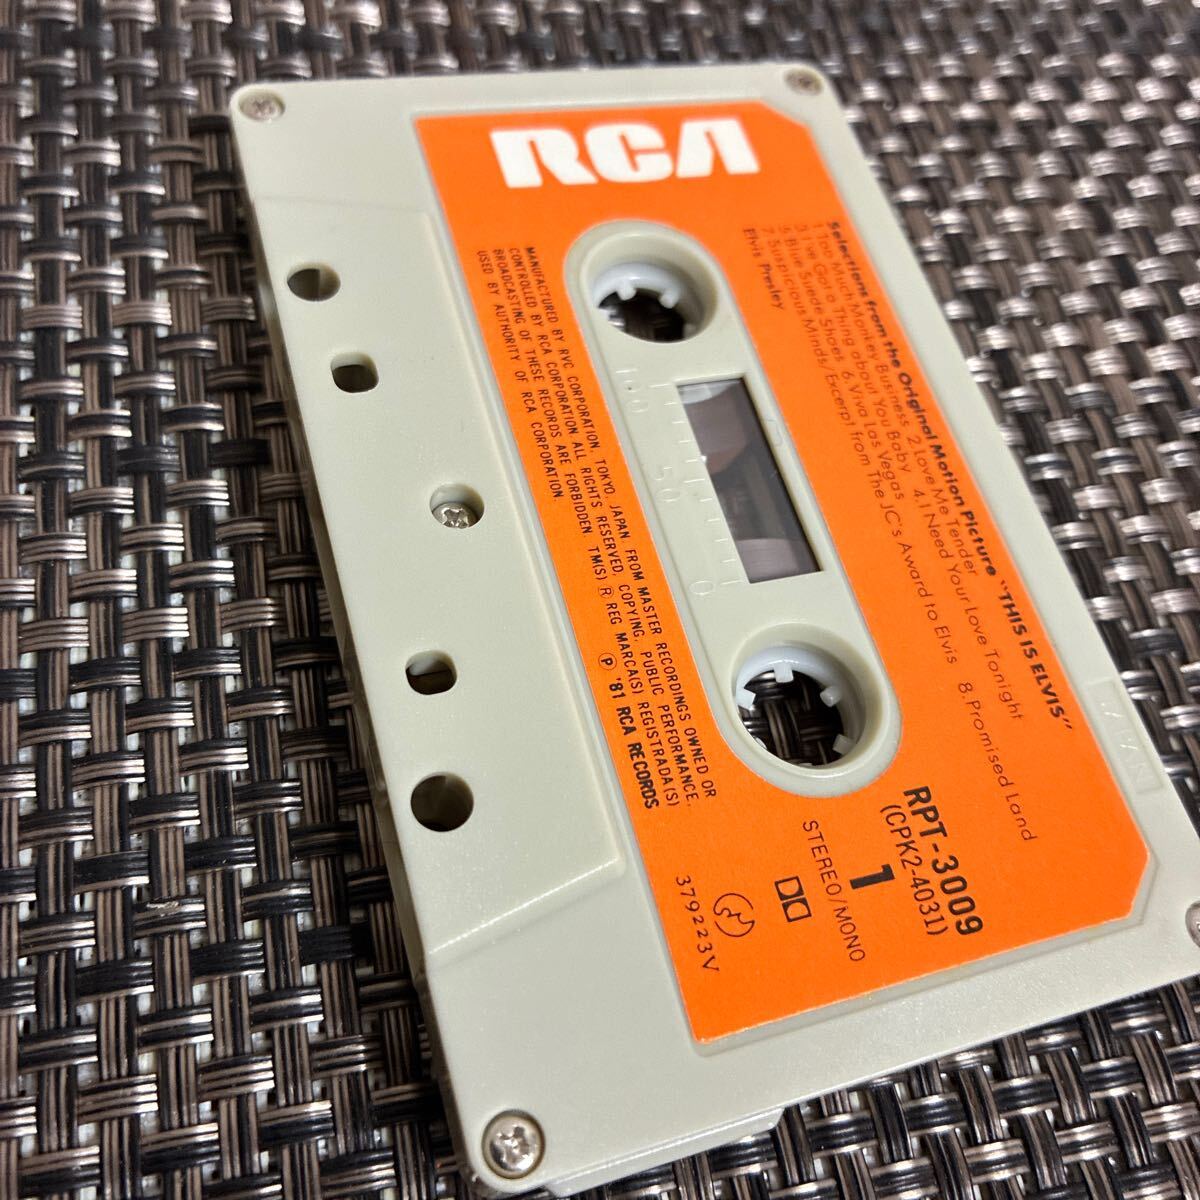 RCA
Selections from the Original Motion Picture "THIS IS ELVIS"
1. Too Much Monkey Business 2. Love Me Tender
3. I've Got a Thing about You Baby 4. I Need Your Love Tonight
5. Blue Suede Shoes 6. Viva Las Vegas
7. Suspicious Minds/Excerpt from The JC's Award to Elvis 8. Promised Land
Elvis Presley
100 50 0
MANUFACTURED BY RVC CORPORATION, TOKYO, JAPAN FROM MASTER RECORDINGS OWNED OR
CONTROLLED BY RCA CORPORATION. ALL RIGHTS RESERVED, COPYING, PUBLIC PERFORMANCE,
BROADCASTING OF THESE RECORDS ARE FORBIDDEN. TM(S) ® REG MARCA(S) REGISTRADA(S)
USED BY AUTHORITY OF RCA CORPORATION
Ⓟ '81 RCA RECORDS
RPT-3009
(CPK2-4031)
1
STEREO/MONO
379223V